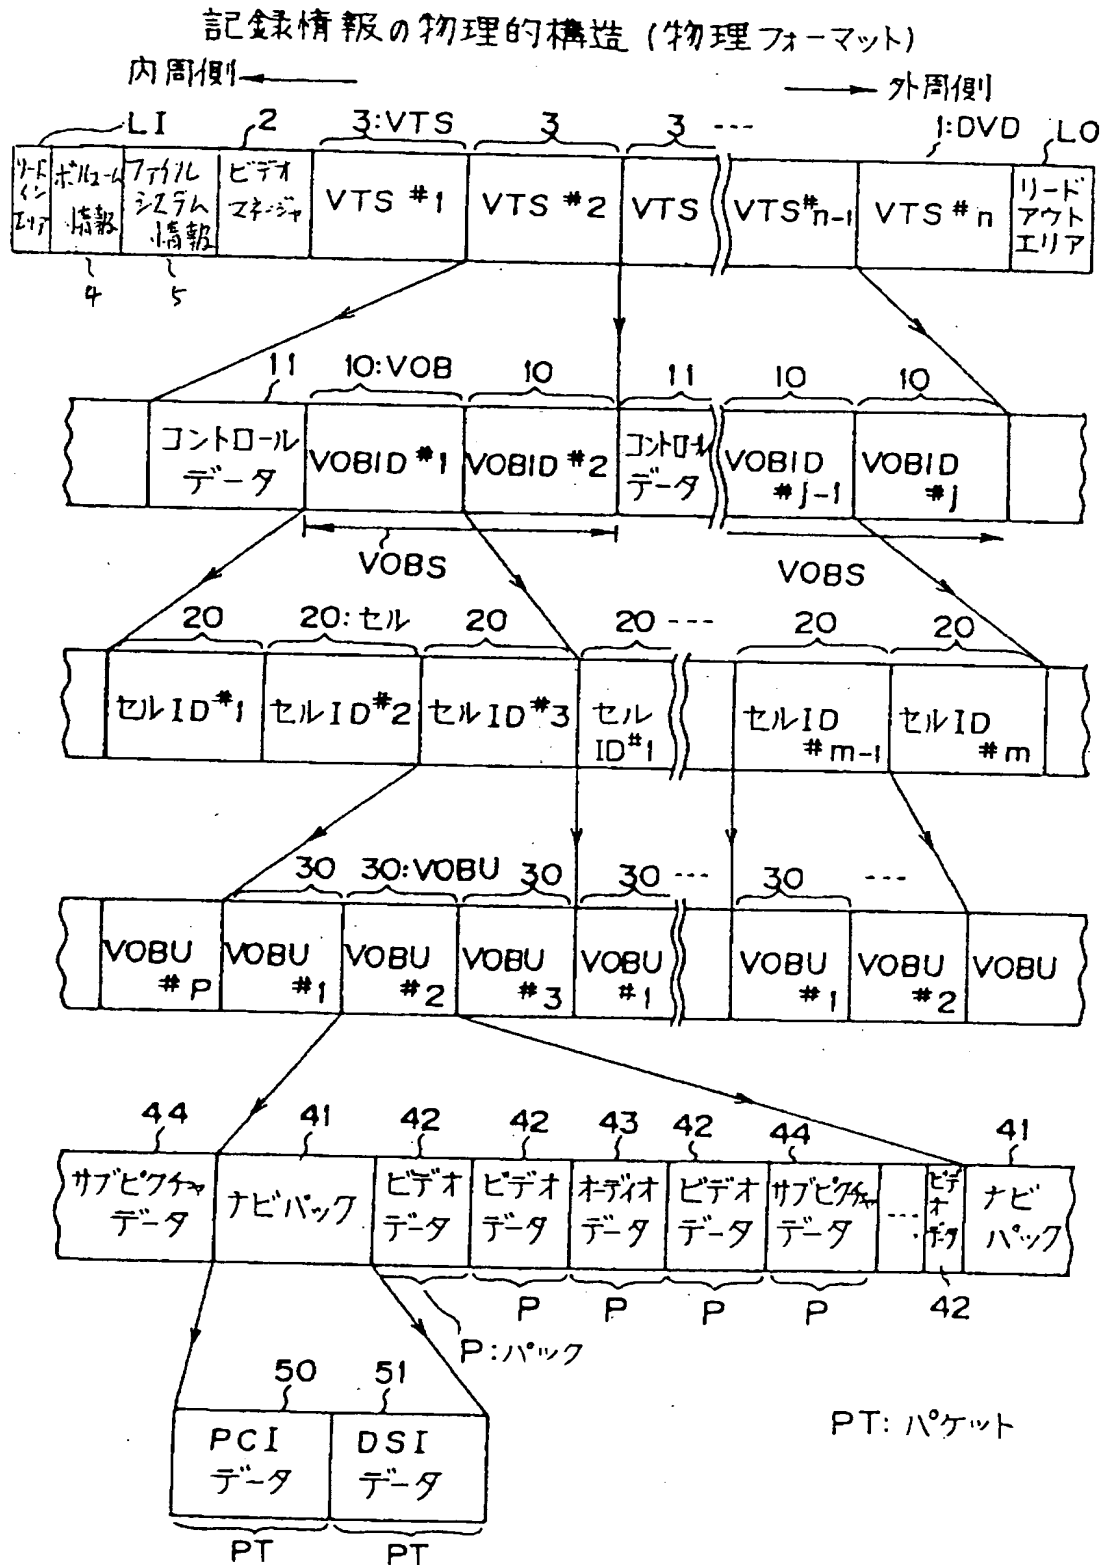 記録情報の物理的構造(物理フォーマット)
内周側
外周側
LI
2
3:VTS
3
3
---
1:DVD
LO
リードインエリア
ボリューム情報
ファイルシステム情報
ビデオマネージャ
VTS #1
VTS #2
VTS
VTS#n-1
VTS #n
リードアウトエリア
4
5
11
10:VOB
10
11
10
10
コントロールデータ
VOBID #1
VOBID #2
コントロールデータ
VOBID #j-1
VOBID #j
VOBS
VOBS
20
20:セル
20
20
---
20
20
セルID#1
セルID#2
セルID#3
セルID#1
セルID #m-1
セルID #m
30
30:VOBU
30
30
---
30
---
VOBU #P
VOBU #1
VOBU #2
VOBU #3
VOBU #1
VOBU #1
VOBU #2
VOBU
44
41
42
42
43
42
44
41
サブピクチャデータ
ナビパック
ビデオデータ
ビデオデータ
オーディオデータ
ビデオデータ
サブピクチャデータ
...
ビデオデータ
ナビパック
P
P
P
P
42
P:パック
50
51
PCIデータ
DSIデータ
PT:パケット
PT
PT